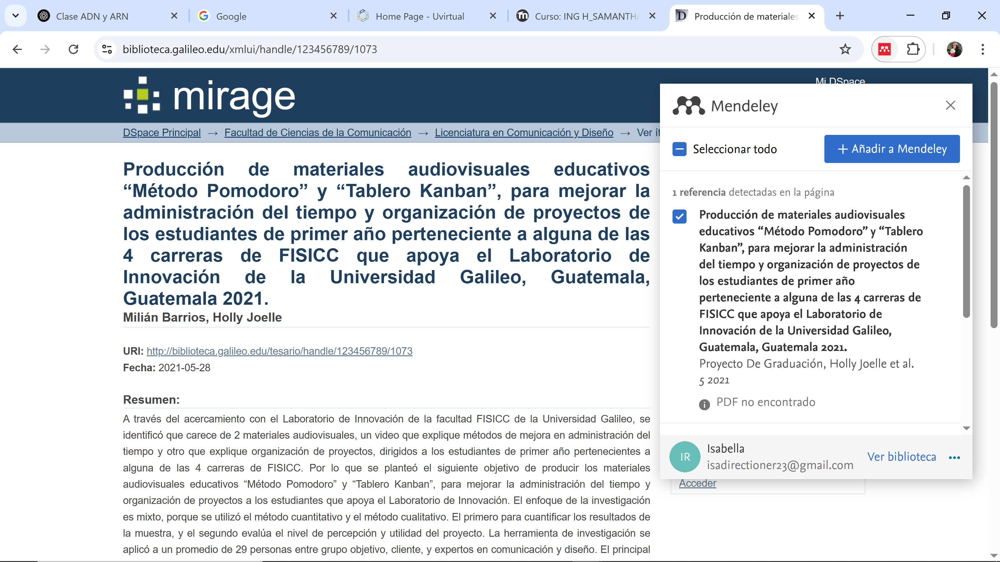 Clase ADN y ARN
Google
Home Page - Uvirtual
Curso: ING H_SAMANTHA
Producción de materiales
biblioteca.galileo.edu/xmlui/handle/123456789/1073
mirage
Mi DSpace
DSpace Principal → Facultad de Ciencias de la Comunicación → Licenciatura en Comunicación y Diseño → Ver ít
Producción de materiales audiovisuales educativos
“Método Pomodoro” y “Tablero Kanban”, para mejorar la
administración del tiempo y organización de proyectos de
los estudiantes de primer año perteneciente a alguna de las
4 carreras de FISICC que apoya el Laboratorio de
Innovación de la Universidad Galileo, Guatemala,
Guatemala 2021.
Milián Barrios, Holly Joelle
URI: http://biblioteca.galileo.edu/tesario/handle/123456789/1073
Fecha: 2021-05-28
Resumen:
A través del acercamiento con el Laboratorio de Innovación de la facultad FISICC de la Universidad Galileo, se
identificó que carece de 2 materiales audiovisuales, un video que explique métodos de mejora en administración del
tiempo y otro que explique organización de proyectos, dirigidos a los estudiantes de primer año pertenecientes a
alguna de las 4 carreras de FISICC. Por lo que se planteó el siguiente objetivo de producir los materiales
audiovisuales educativos “Método Pomodoro” y “Tablero Kanban”, para mejorar la administración del tiempo y
organización de proyectos a los estudiantes que apoya el Laboratorio de Innovación. El enfoque de la investigación
es mixto, porque se utilizó el método cuantitativo y el método cualitativo. El primero para cuantificar los resultados de
la muestra, y el segundo evalúa el nivel de percepción y utilidad del proyecto. La herramienta de investigación se
aplicó a un promedio de 29 personas entre grupo objetivo, cliente, y expertos en comunicación y diseño. El principal
Mendeley
Seleccionar todo
+ Añadir a Mendeley
1 referencia detectadas en la página
Producción de materiales audiovisuales
educativos “Método Pomodoro” y “Tablero
Kanban”, para mejorar la administración
del tiempo y organización de proyectos de
los estudiantes de primer año
perteneciente a alguna de las 4 carreras de
FISICC que apoya el Laboratorio de
Innovación de la Universidad Galileo,
Guatemala, Guatemala 2021.
Proyecto De Graduación, Holly Joelle et al.
5 2021
PDF no encontrado
IR
Isabella
isadirectioner23@gmail.com
Ver biblioteca
Acceder